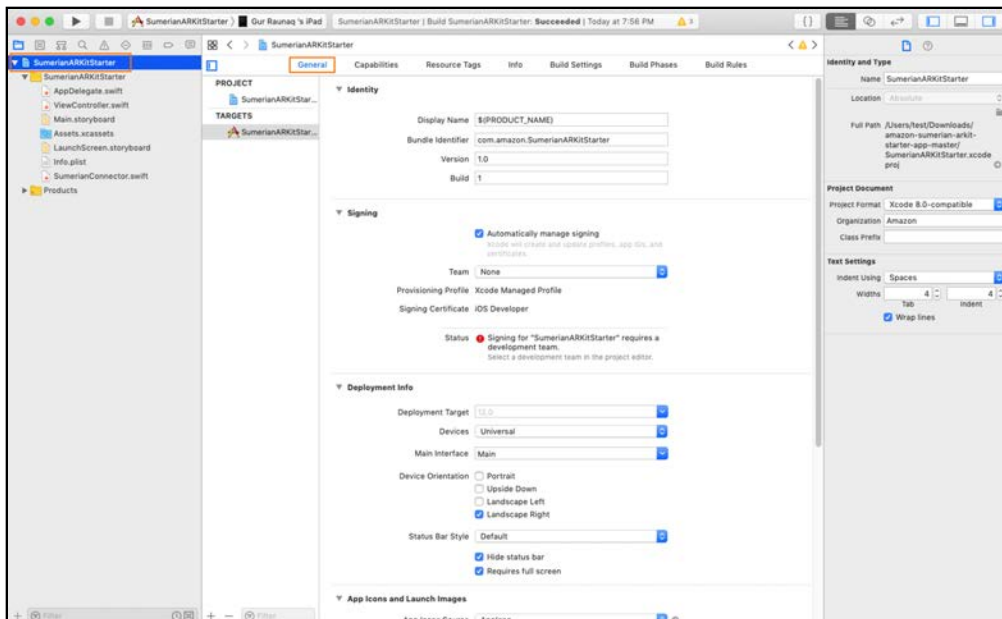 SumerianARKitStarter
Gur Raunaq 's iPad
SumerianARKitStarter | Build SumerianARKitStarter: Succeeded | Today at 7:56 PM
3
SumerianARKitStarter
SumerianARKitStarter
SumerianARKitStarter
AppDelegate.swift
ViewController.swift
Main.storyboard
Assets.xcassets
LaunchScreen.storyboard
Info.plist
SumerianConnector.swift
Products
General
Capabilities
Resource Tags
Info
Build Settings
Build Phases
Build Rules
PROJECT
SumerianARKitStar...
TARGETS
SumerianARKitStar...
Identity
Display Name $(PRODUCT_NAME)
Bundle Identifier com.amazon.SumerianARKitStarter
Version 1.0
Build 1
Signing
Automatically manage signing
Xcode will create and update profiles, app IDs, and
certificates.
Team None
Provisioning Profile Xcode Managed Profile
Signing Certificate iOS Developer
Status Signing for "SumerianARKitStarter" requires a
development team.
Select a development team in the project editor.
Deployment Info
Deployment Target 12.0
Devices Universal
Main Interface Main
Device Orientation Portrait
Upside Down
Landscape Left
Landscape Right
Status Bar Style Default
Hide status bar
Requires full screen
App Icons and Launch Images
App Icons Source AppIcon
Identity and Type
Name SumerianARKitStarter
Location Absolute
Full Path /Users/test/Downloads/
amazon-sumerian-arkit-
starter-app-master/
SumerianARKitStarter.xcode
proj
Project Document
Project Format Xcode 8.0-compatible
Organization Amazon
Class Prefix
Text Settings
Indent Using Spaces
Widths 4 4
Tab Indent
Wrap lines
Filter
Filter